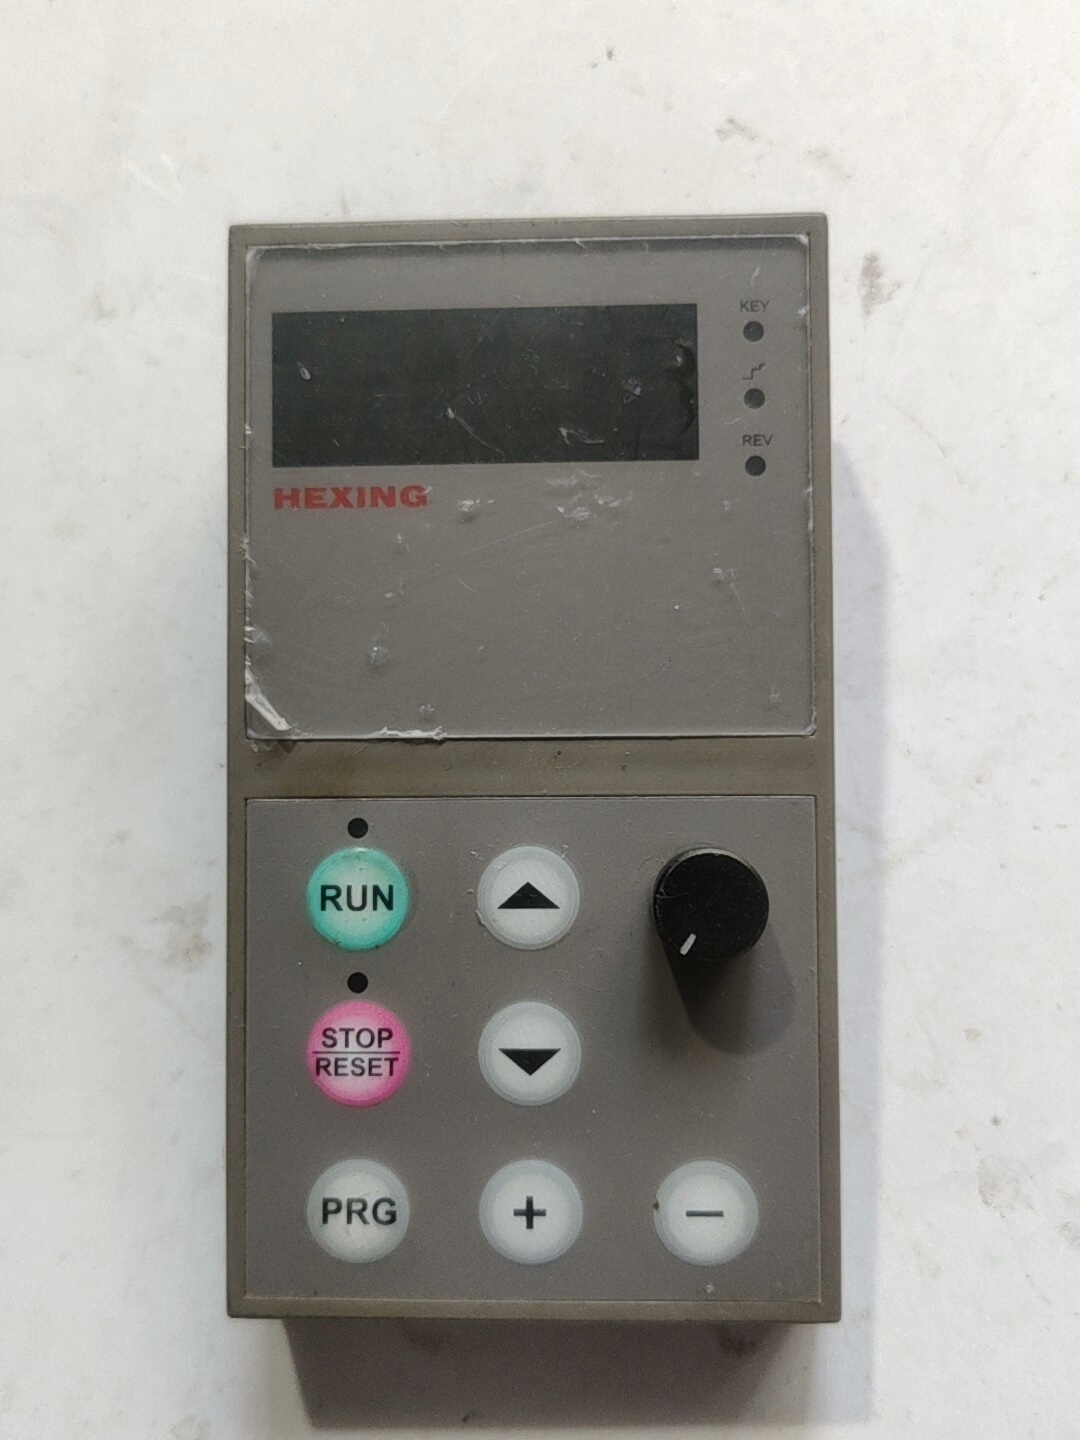 KEY
REV
HEXING
RUN
STOP
RESET
PRG
+
−